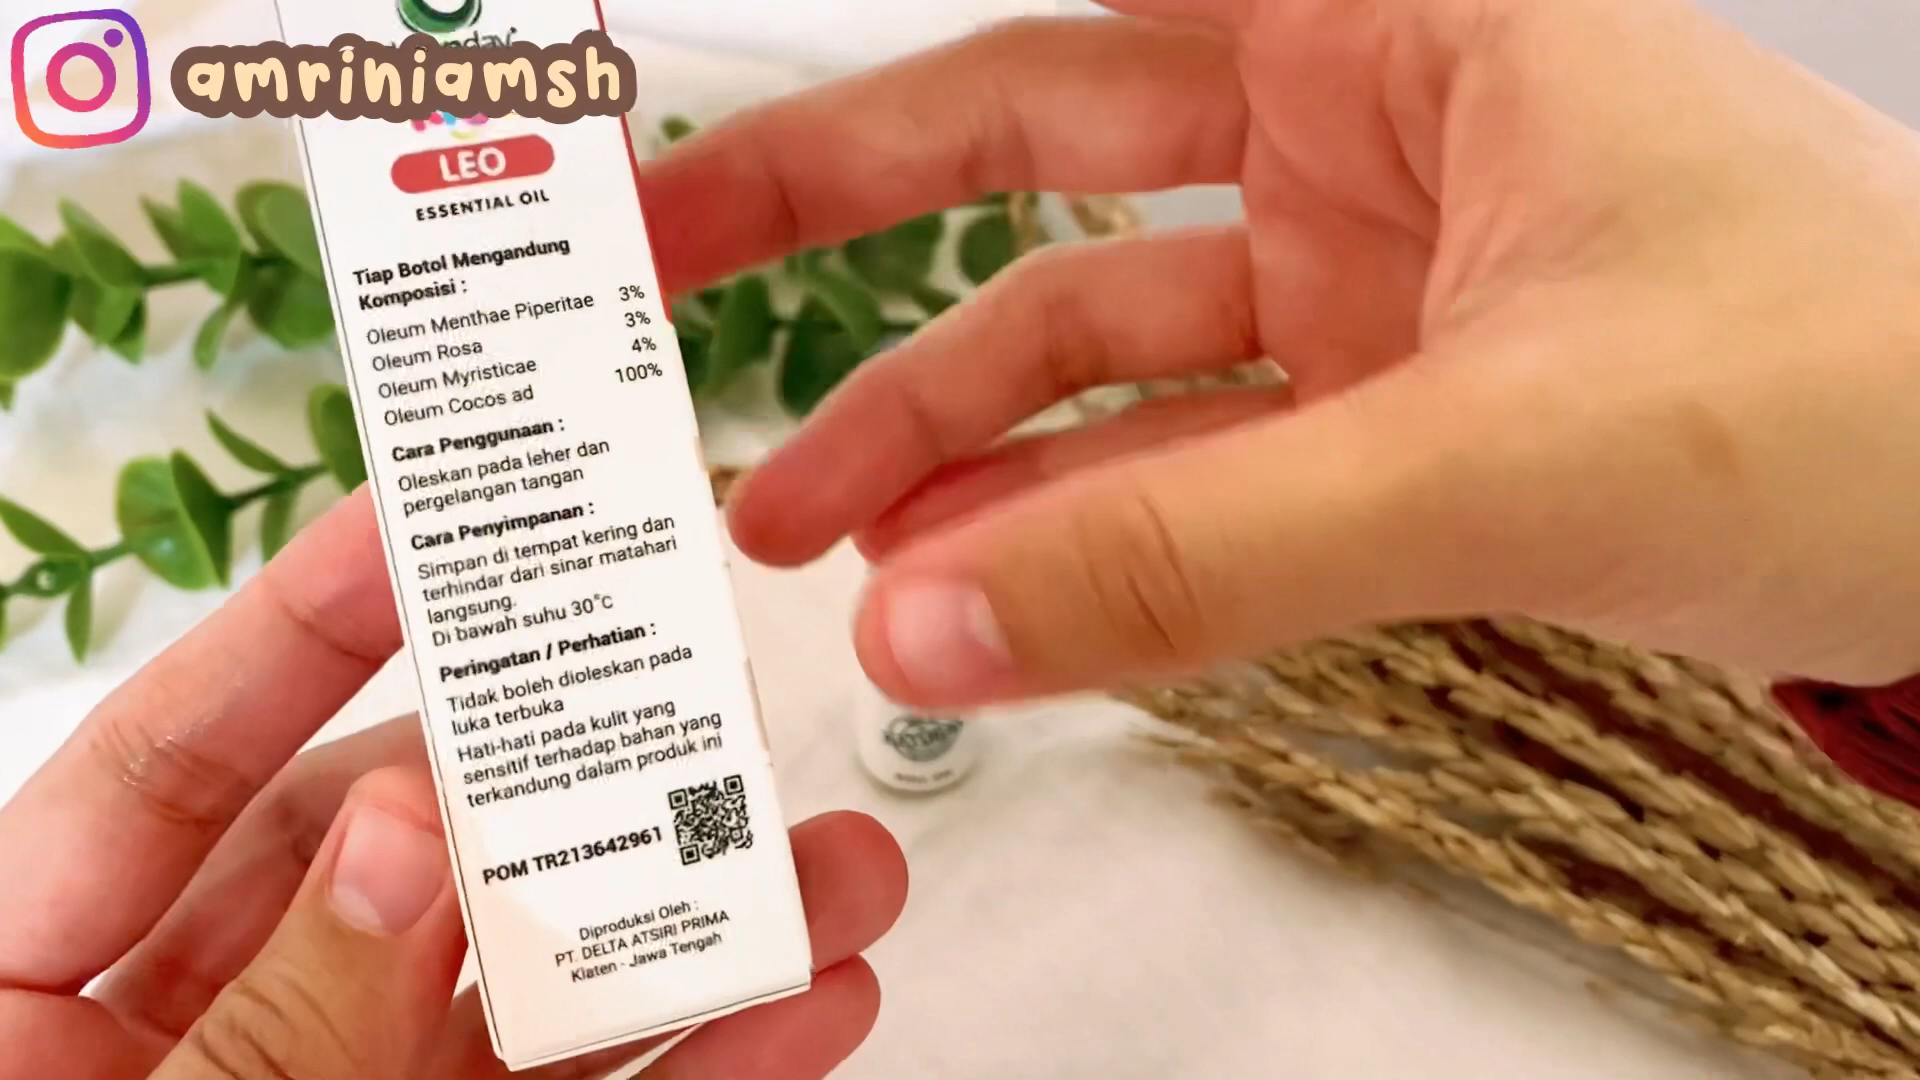 amriniamsh
LEO
ESSENTIAL OIL
Tiap Botol Mengandung
Komposisi :
Oleum Menthae Piperitae 3%
Oleum Rosa 3%
Oleum Myristicae 4%
Oleum Cocos ad 100%
Cara Penggunaan :
Oleskan pada leher dan
pergelangan tangan
Cara Penyimpanan :
Simpan di tempat kering dan
terhindar dari sinar matahari
langsung.
Di bawah suhu 30°c
Peringatan / Perhatian :
Tidak boleh dioleskan pada
luka terbuka
Hati-hati pada kulit yang
sensitif terhadap bahan yang
terkandung dalam produk ini
POM TR213642961
Diproduksi Oleh :
PT. DELTA ATSIRI PRIMA
Klaten - Jawa Tengah